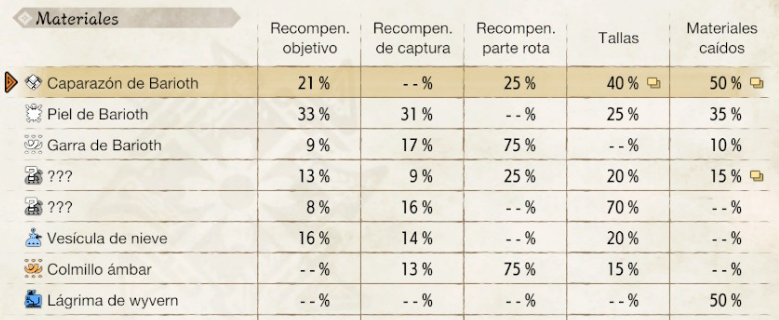 Materiales
Recompen. objetivo Recompen. de captura Recompen. parte rota Tallas Materiales caídos
Caparazón de Barioth 21 % - - % 25 % 40 % 50 %
Piel de Barioth 33 % 31 % - - % 25 % 35 %
Garra de Barioth 9 % 17 % 75 % - - % 10 %
??? 13 % 9 % 25 % 20 % 15 %
??? 8 % 16 % - - % 70 % - - %
Vesícula de nieve 16 % 14 % - - % 20 % - - %
Colmillo ámbar - - % 13 % 75 % 15 % - - %
Lágrima de wyvern - - % - - % - - % - - % 50 %